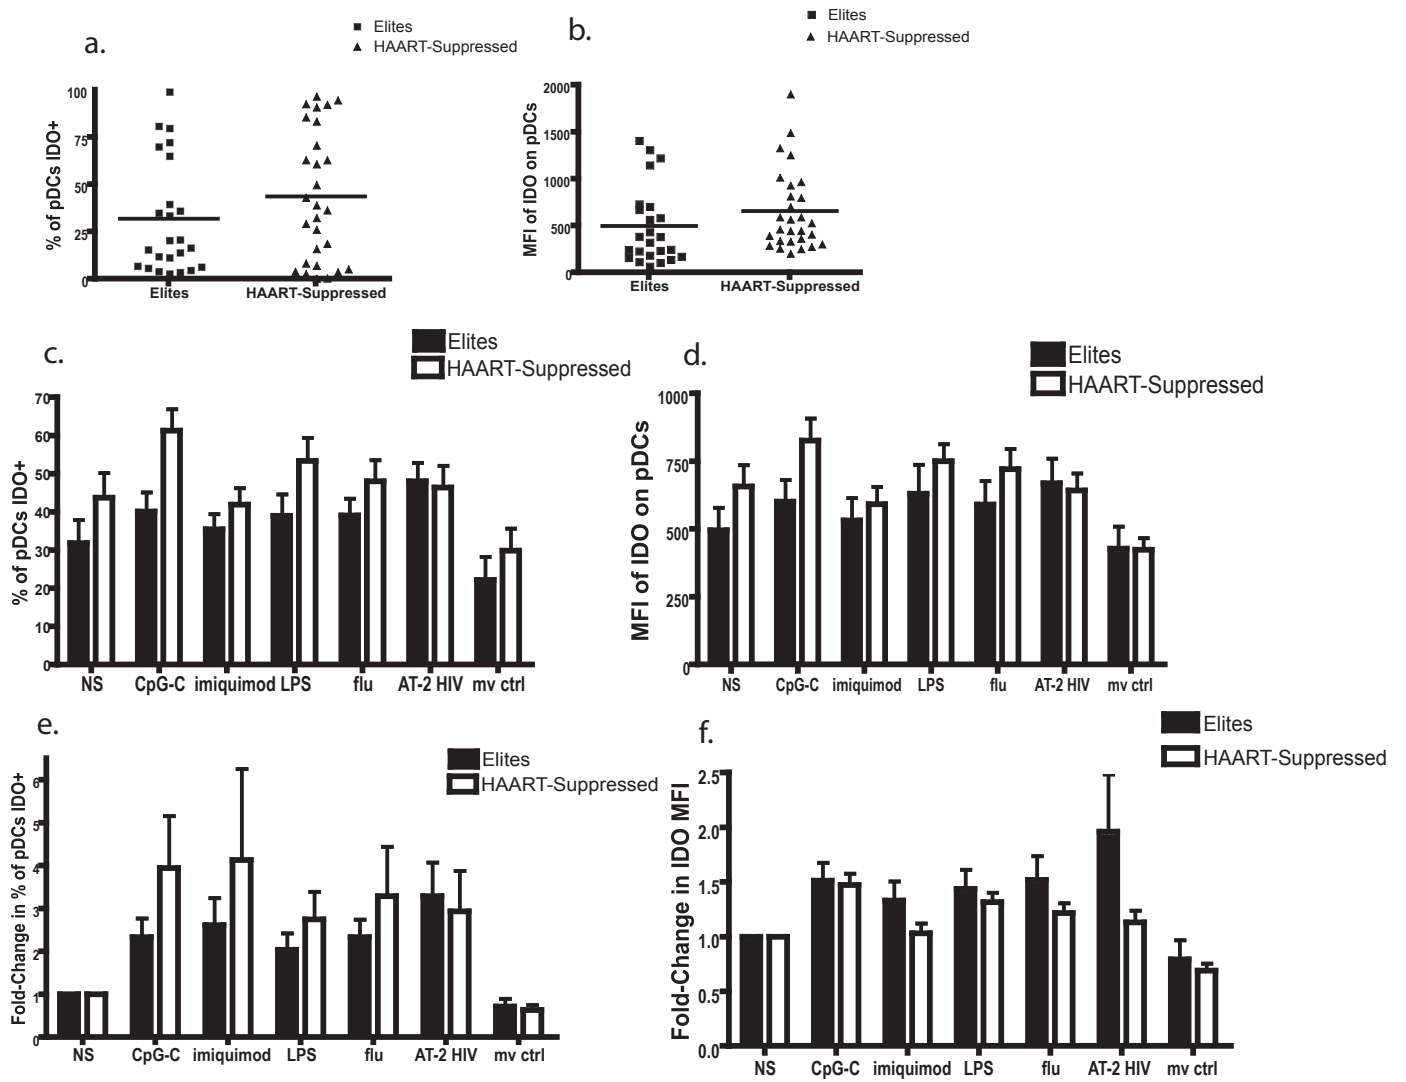 a.
Elites
HAART-Suppressed
% of pDCs IDO+
100
75
50
25
0
Elites HAART-Suppressed
b.
Elites
HAART-Suppressed
MFI of IDO on pDCs
2000
1500
1000
500
0
Elites HAART-Suppressed
c.
Elites
HAART-Suppressed
% of pDCs IDO+
70
60
50
40
30
20
10
0
NS CpG-C imiquimod LPS flu AT-2 HIV mv ctrl
d.
Elites
HAART-Suppressed
MFI of IDO on pDCs
1000
750
500
250
0
NS CpG-C imiquimod LPS flu AT-2 HIV mv ctrl
e.
Elites
HAART-Suppressed
Fold-Change in % of pDCs IDO+
6
5
4
3
2
1
0
NS CpG-C imiquimod LPS flu AT-2 HIV mv ctrl
f.
Elites
HAART-Suppressed
Fold-Change in IDO MFI
2.5
2.0
1.5
1.0
0.5
0.0
NS CpG-C imiquimod LPS flu AT-2 HIV mv ctrl